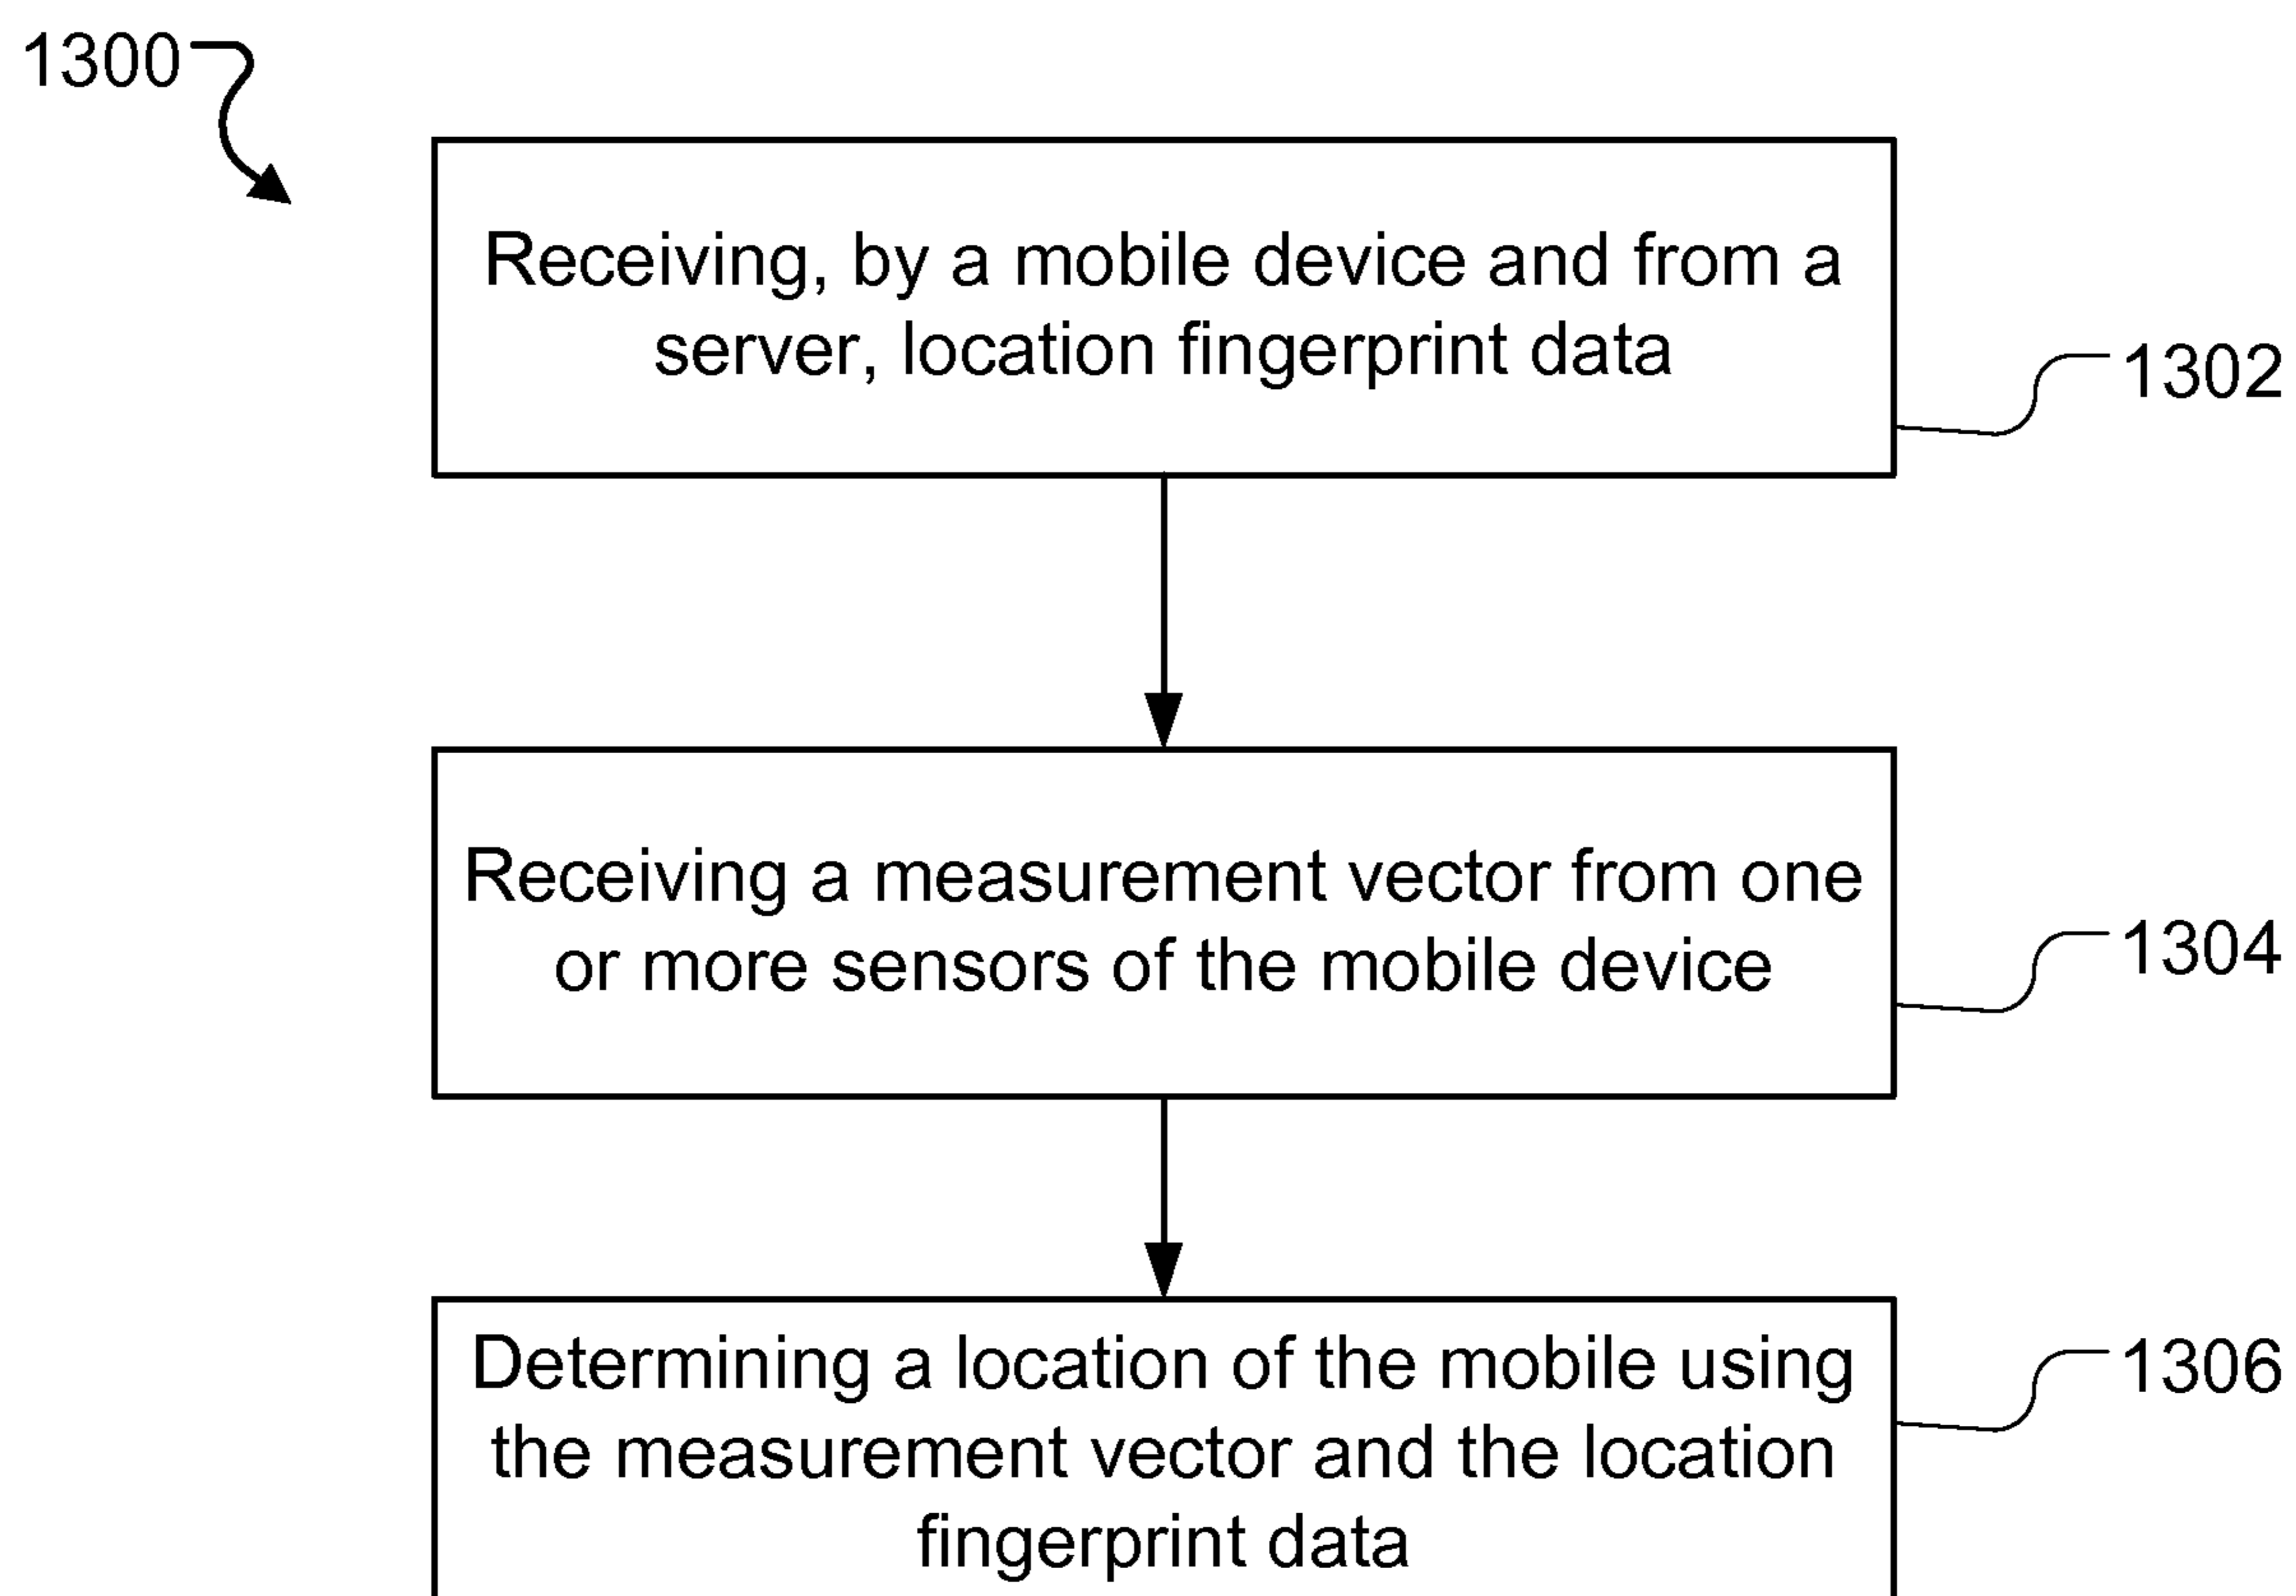 1300
Receiving, by a mobile device and from a
server, location fingerprint data
1302
Receiving a measurement vector from one
or more sensors of the mobile device
1304
Determining a location of the mobile using
the measurement vector and the location
fingerprint data
1306